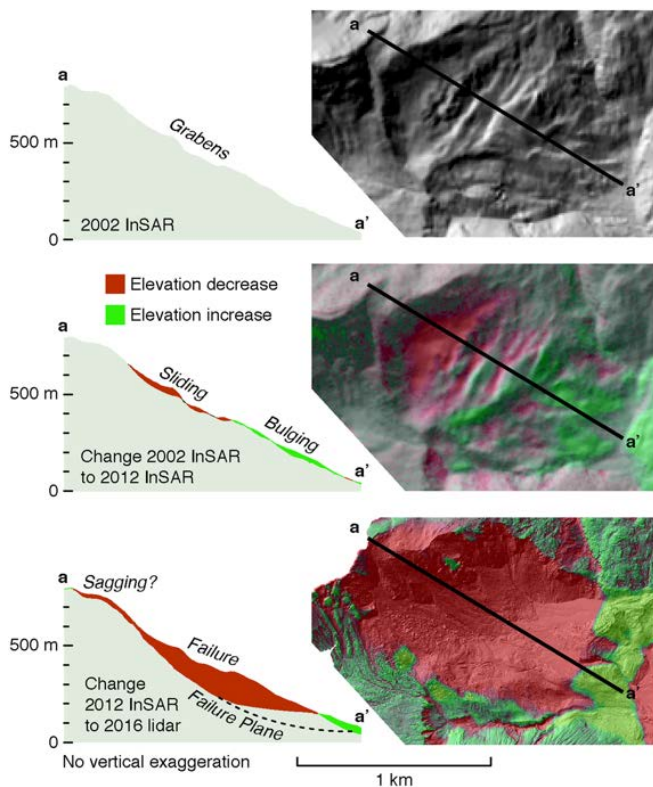 a
a
500 m
Grabens
a'
a'
2002 InSAR
0
Elevation decrease
Elevation increase
a
a
Sliding
500 m
Bulging
a'
Change 2002 InSAR
to 2012 InSAR
a'
0
a
a
Sagging?
500 m
Failure
Change
2012 InSAR
to 2016 lidar
Failure Plane
a'
a'
0
No vertical exaggeration
1 km